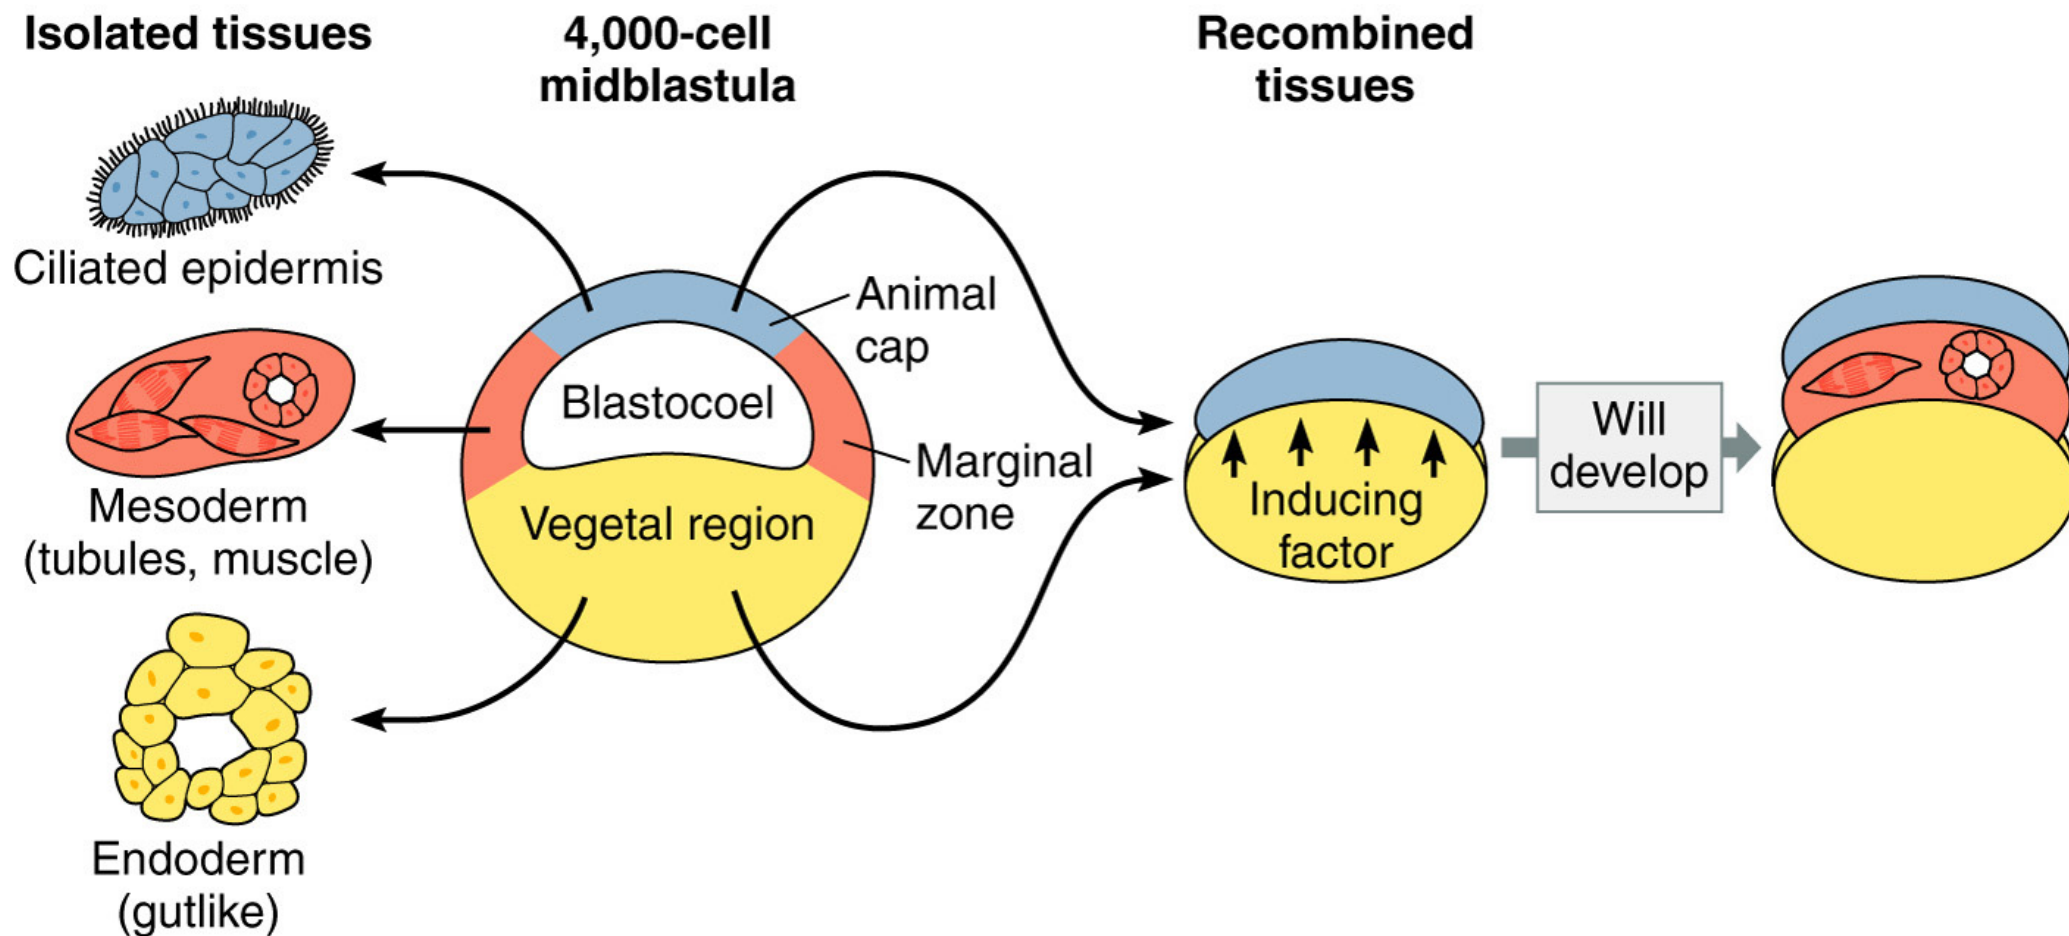 Isolated tissues
4,000-cell
midblastula
Recombined
tissues
Ciliated epidermis
Mesoderm
(tubules, muscle)
Endoderm
(gutlike)
Animal
cap
Blastocoel
Marginal
zone
Vegetal region
Inducing
factor
Will
develop